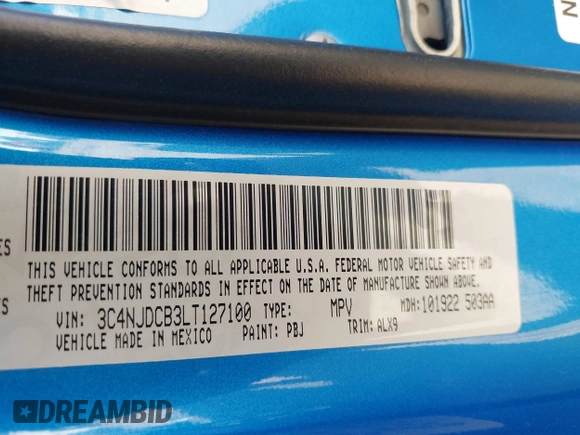 N
ES
THIS VEHICLE CONFORMS TO ALL APPLICABLE U.S.A. FEDERAL MOTOR VEHICLE SAFETY AND
THEFT PREVENTION STANDARDS IN EFFECT ON THE DATE OF MANUFACTURE SHOWN ABOVE.
TS
VIN: 3C4NJDCB3LT127100 TYPE: MPV MDH: 101922 503AA
VEHICLE MADE IN MEXICO PAINT: PBJ TRIM: ALX9
DREAMBID